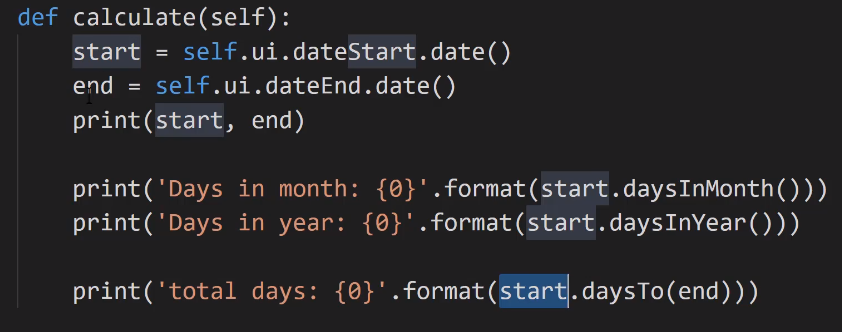 def calculate(self):
start = self.ui.dateStart.date()
end = self.ui.dateEnd.date()
print(start, end)
print('Days in month: {0}'.format(start.daysInMonth()))
print('Days in year: {0}'.format(start.daysInYear()))
print('total days: {0}'.format(start.daysTo(end)))